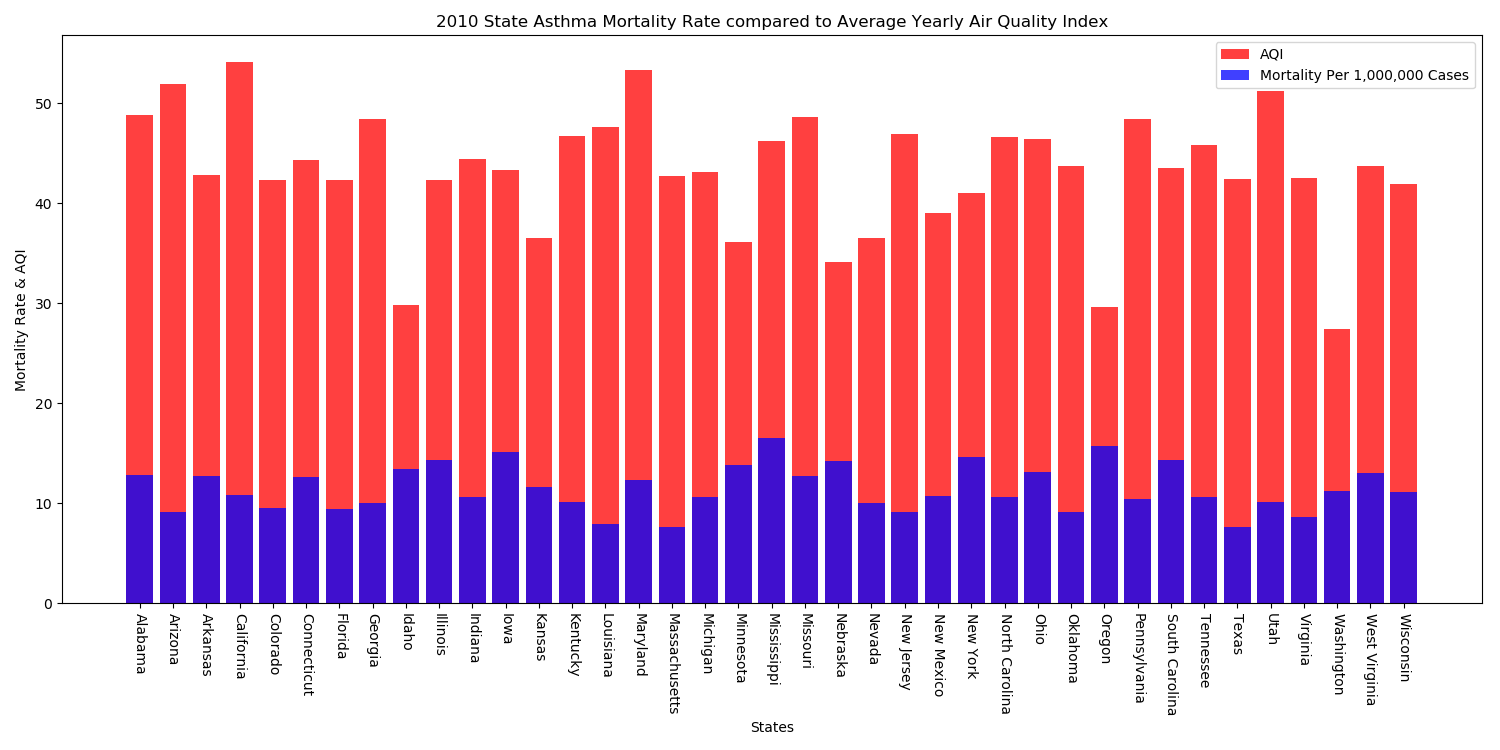 2010 State Asthma Mortality Rate compared to Average Yearly Air Quality Index
AQI
Mortality Per 1,000,000 Cases
Mortality Rate & AQI
50
40
30
20
10
0
Alabama
Arizona
Arkansas
California
Colorado
Connecticut
Florida
Georgia
Idaho
Illinois
Indiana
Iowa
Kansas
Kentucky
Louisiana
Maryland
Massachusetts
Michigan
Minnesota
Mississippi
Missouri
Nebraska
Nevada
New Jersey
New Mexico
New York
North Carolina
Ohio
Oklahoma
Oregon
Pennsylvania
South Carolina
Tennessee
Texas
Utah
Virginia
Washington
West Virginia
Wisconsin
States